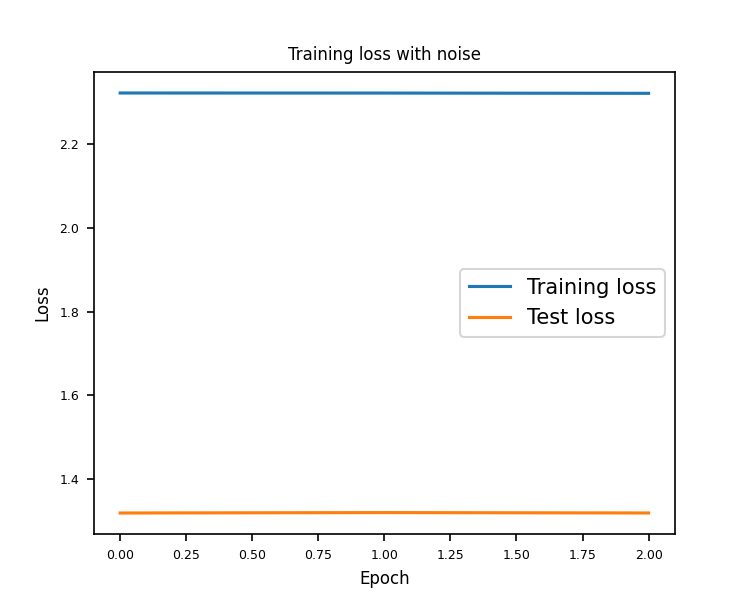 Training loss with noise
2.2
2.0
1.8
1.6
1.4
Loss
Training loss
Test loss
0.00 0.25 0.50 0.75 1.00 1.25 1.50 1.75 2.00
Epoch